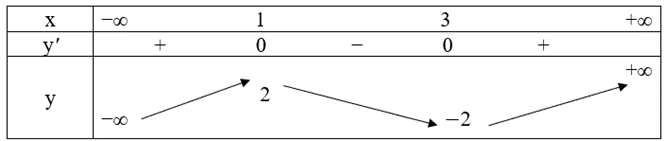 x −∞ 1 3 +∞
y′ + 0 − 0 + 
+∞
2
y
−∞ −2